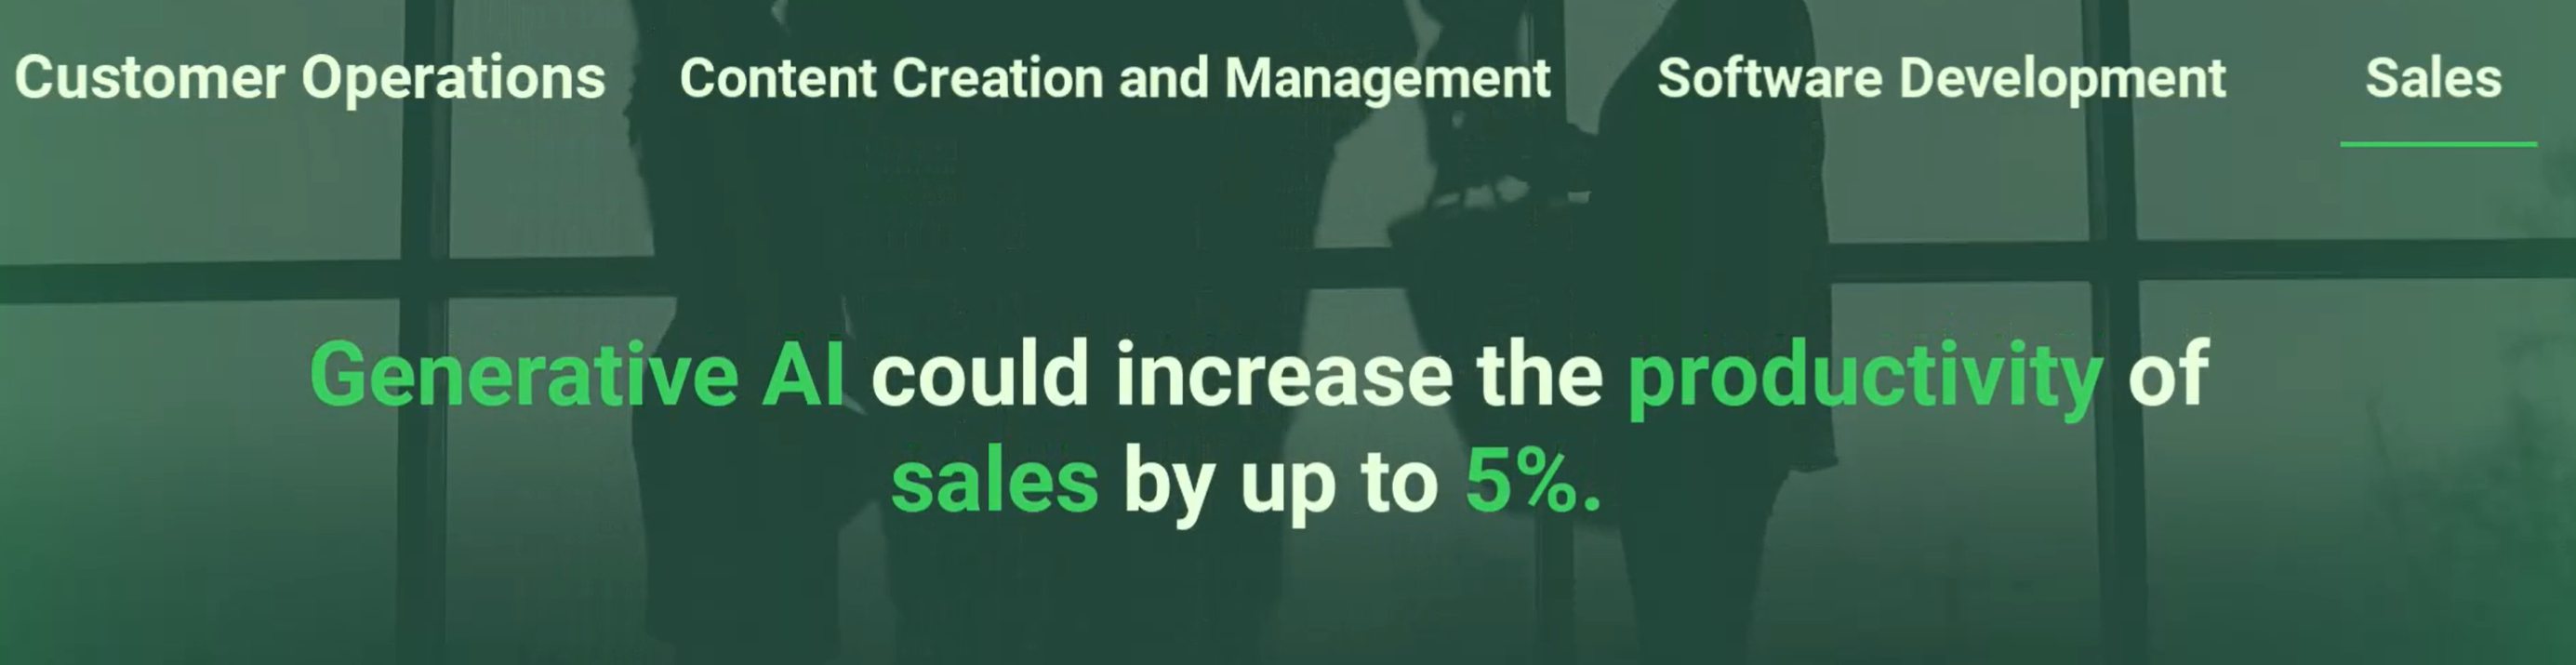 Customer Operations Content Creation and Management Software Development Sales
Generative AI could increase the productivity of
sales by up to 5%.